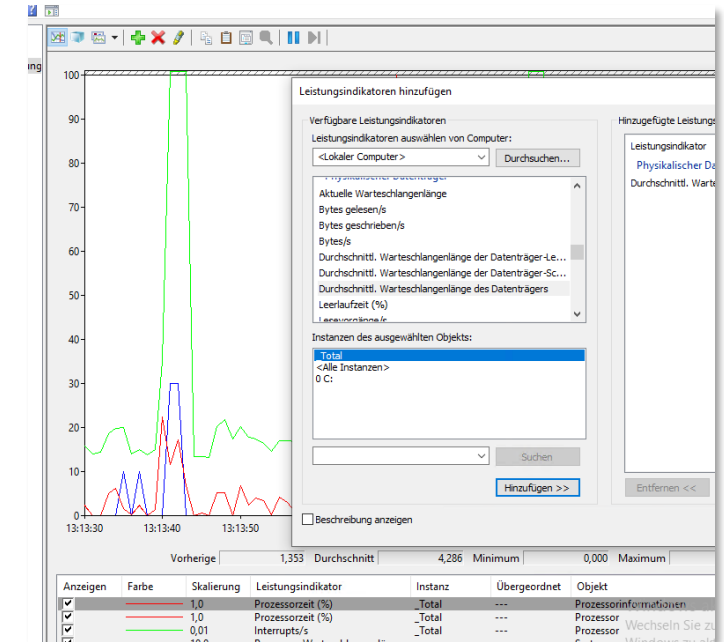 ung
100
90
80
70
60
50
40
30
20
10
0
13:13:30 13:13:40 13:13:50
Leistungsindikatoren hinzufügen
Verfügbare Leistungsindikatoren
Leistungsindikatoren auswählen von Computer:
<Lokaler Computer>
Durchsuchen...
Physikalischer Datenträger
Aktuelle Warteschlangenlänge
Bytes gelesen/s
Bytes geschrieben/s
Bytes/s
Durchschnittl. Warteschlangenlänge der Datenträger-Le...
Durchschnittl. Warteschlangenlänge der Datenträger-Sc...
Durchschnittl. Warteschlangenlänge des Datenträgers
Leerlaufzeit (%)
Lesevorgänge/s
Instanzen des ausgewählten Objekts:
_Total
<Alle Instanzen>
0 C:
Suchen
Hinzufügen >>
Beschreibung anzeigen
Hinzugefügte Leistungs
Leistungsindikator
Physikalischer Da
Durchschnittl. Warte
Entfernen <<
Vorherige 1,353 Durchschnitt 4,286 Minimum 0,000 Maximum
Anzeigen Farbe Skalierung Leistungsindikator Instanz Übergeordnet Objekt
1,0 Prozessorzeit (%) _Total --- Prozessorinformationen
1,0 Prozessorzeit (%) _Total --- Prozessor
0,01 Interrupts/s _Total --- Prozessor
Wechseln Sie zu